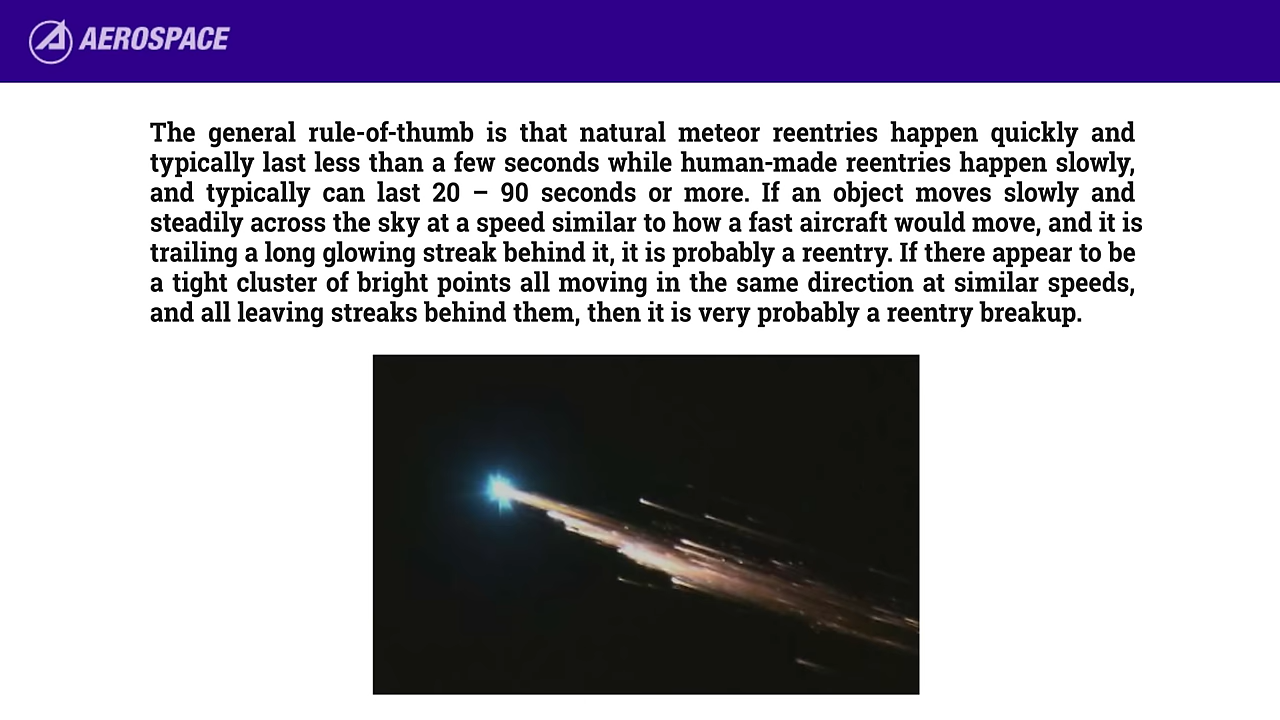 AEROSPACE
The general rule-of-thumb is that natural meteor reentries happen quickly and
typically last less than a few seconds while human-made reentries happen slowly,
and typically can last 20 – 90 seconds or more. If an object moves slowly and
steadily across the sky at a speed similar to how a fast aircraft would move, and it is
trailing a long glowing streak behind it, it is probably a reentry. If there appear to be
a tight cluster of bright points all moving in the same direction at similar speeds,
and all leaving streaks behind them, then it is very probably a reentry breakup.